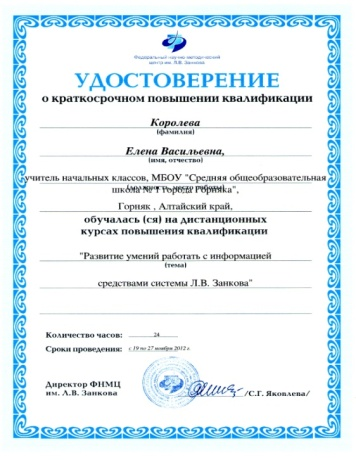 Федеральный научно-методический
центр им. Л.В. Занкова
УДОСТОВЕРЕНИЕ
о краткосрочном повышении квалификации
Королева
(фамилия)
Елена Васильевна,
(имя, отчество)
учитель начальных классов, МБОУ "Средняя общеобразовательная
школа № 1 города Горняка",
(должность, место работы)
Горняк , Алтайский край,
обучалась (ся) на дистанционных
курсах повышения квалификации
"Развитие умений работать с информацией
(тема)
средствами системы Л.В. Занкова"
Количество часов: 24
Сроки проведения: с 19 по 27 ноября 2012 г.
Директор ФНМЦ
им. Л.В. Занкова
/С.Г. Яковлева/